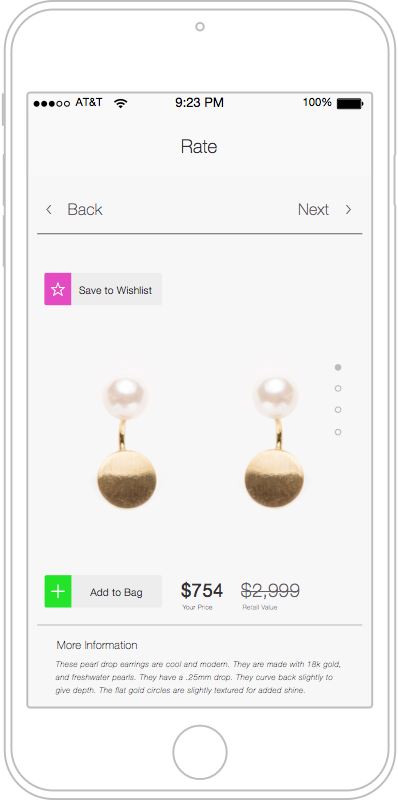 AT&T 9:23 PM 100%
Rate
Back Next
Save to Wishlist
Add to Bag $754 $2,999
Your Price Retail Value
More Information
These pearl drop earrings are cool and modern. They are made with 18k gold,
and freshwater pearls. They have a .25mm drop. They curve back slightly to
give depth. The flat gold circles are slightly textured for added shine.